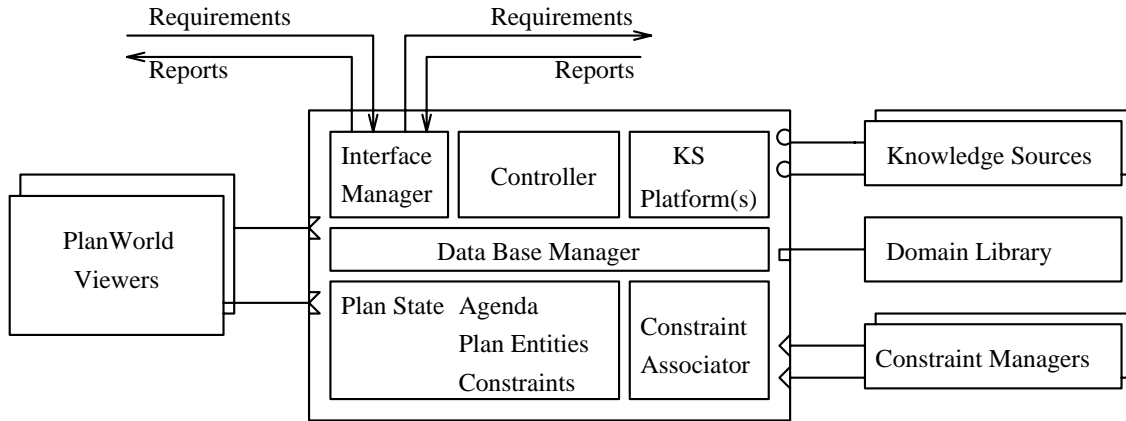 Requirements
Requirements
Reports
Reports
Interface
Manager
Controller
KS
Platform(s)
Knowledge Sources
PlanWorld
Viewers
Data Base Manager
Domain Library
Plan State Agenda
Plan Entities
Constraints
Constraint
Associator
Constraint Managers